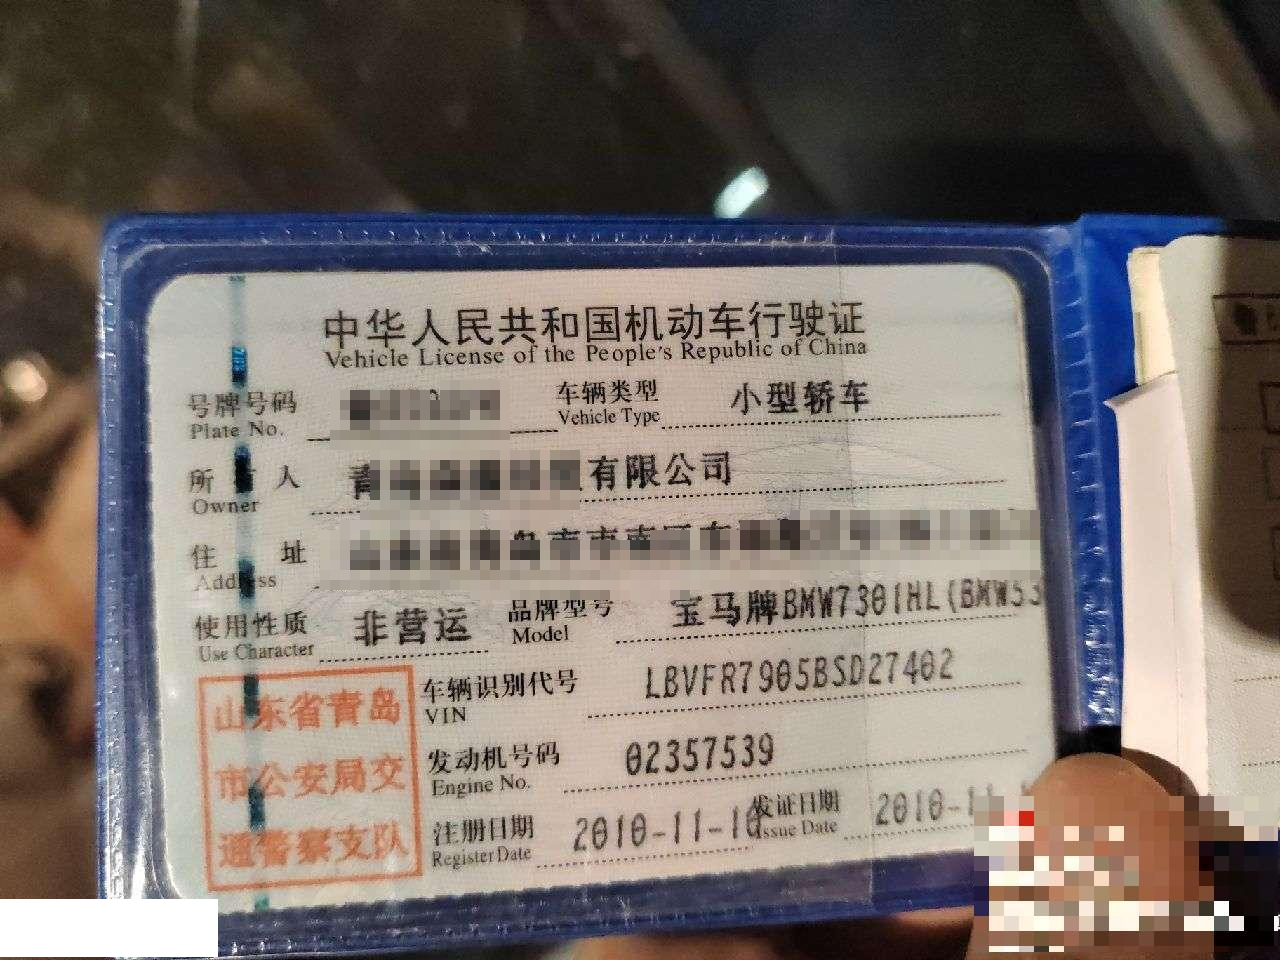 中华人民共和国机动车行驶证
Vehicle License of the People's Republic of China
号牌号码 车辆类型 小型轿车
Plate No. Vehicle Type
所 人 有限公司
Owner
住 址
Address
使用性质 非营运 品牌型号 宝马牌BMW7301HL(BMW53
Use Character Model
山东省青岛
市公安局交
通警察支队
车辆识别代号 LBVFR7905BSD27402
VIN
发动机号码 02357539
Engine No.
注册日期 2010-11-10 发证日期 2010-11
Register Date Issue Date